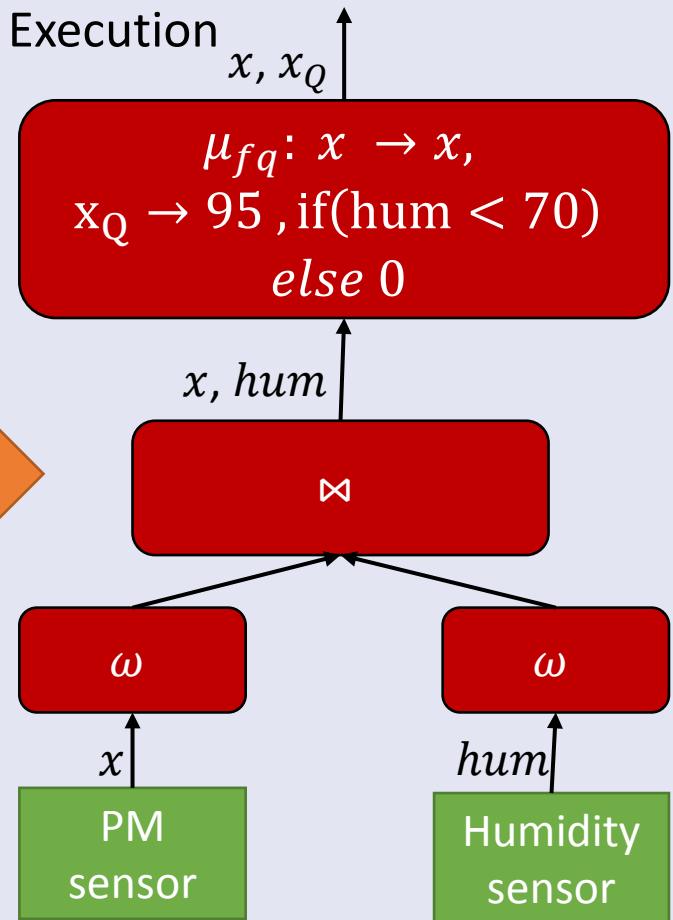 Execution
x, x_Q
μ_fq: x → x,
x_Q → 95 , if(hum < 70)
else 0
x, hum
⋈
ω
ω
x
hum
PM
sensor
Humidity
sensor